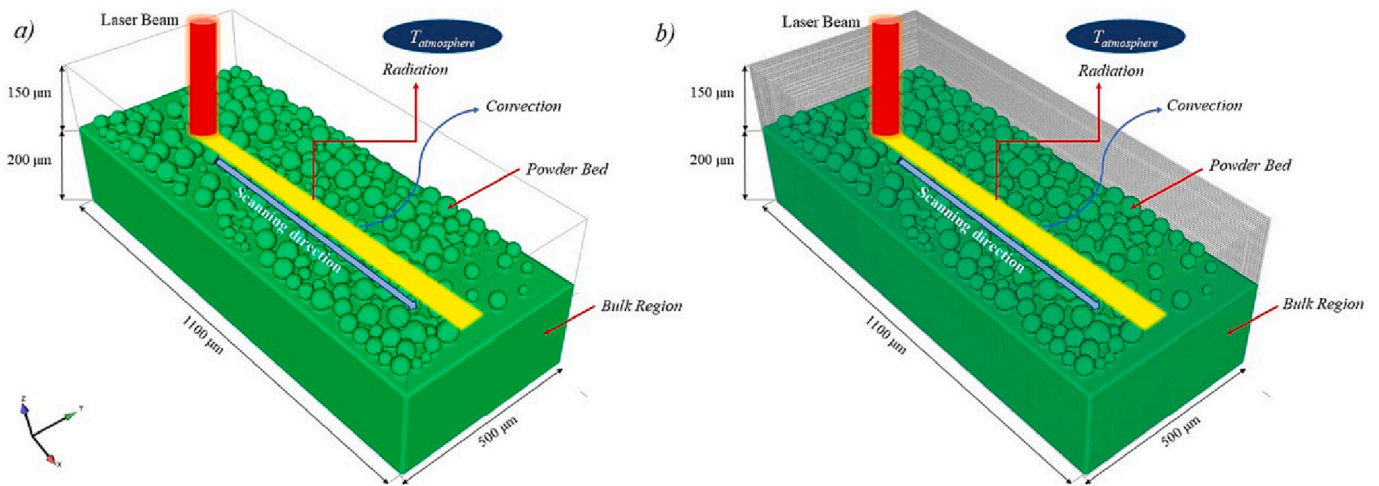 a)
Laser Beam
T_atmosphere
Radiation
Convection
150 μm
200 μm
Powder Bed
Scanning direction
Bulk Region
1100 μm
500 μm
Z
Y
X
b)
Laser Beam
T_atmosphere
Radiation
Convection
150 μm
200 μm
Powder Bed
Scanning direction
Bulk Region
1100 μm
500 μm